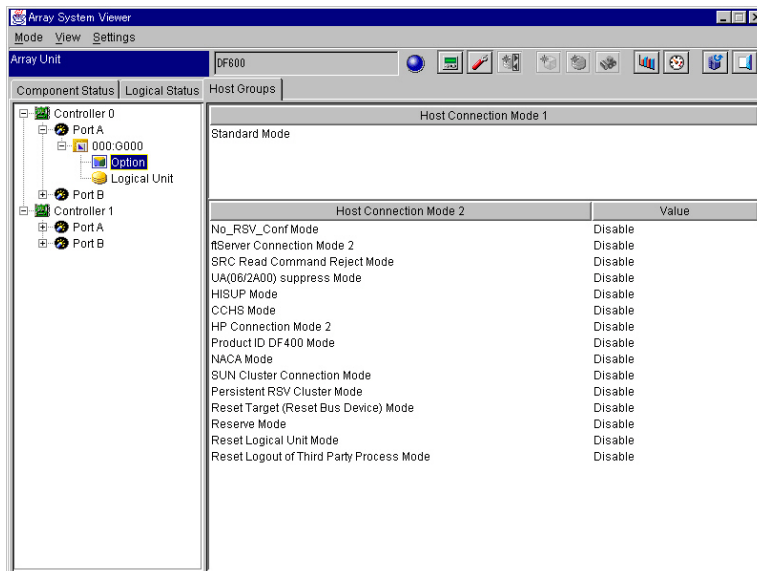 Array System Viewer
Mode View Settings
Array Unit DF600
Component Status Logical Status Host Groups
Controller 0
Port A
000:G000
Option
Logical Unit
Port B
Controller 1
Port A
Port B
Host Connection Mode 1
Standard Mode
Host Connection Mode 2 Value
No_RSV_Conf Mode Disable
ftServer Connection Mode 2 Disable
SRC Read Command Reject Mode Disable
UA(06/2A00) suppress Mode Disable
HISUP Mode Disable
CCHS Mode Disable
HP Connection Mode 2 Disable
Product ID DF400 Mode Disable
NACA Mode Disable
SUN Cluster Connection Mode Disable
Persistent RSV Cluster Mode Disable
Reset Target (Reset Bus Device) Mode Disable
Reserve Mode Disable
Reset Logical Unit Mode Disable
Reset Logout of Third Party Process Mode Disable